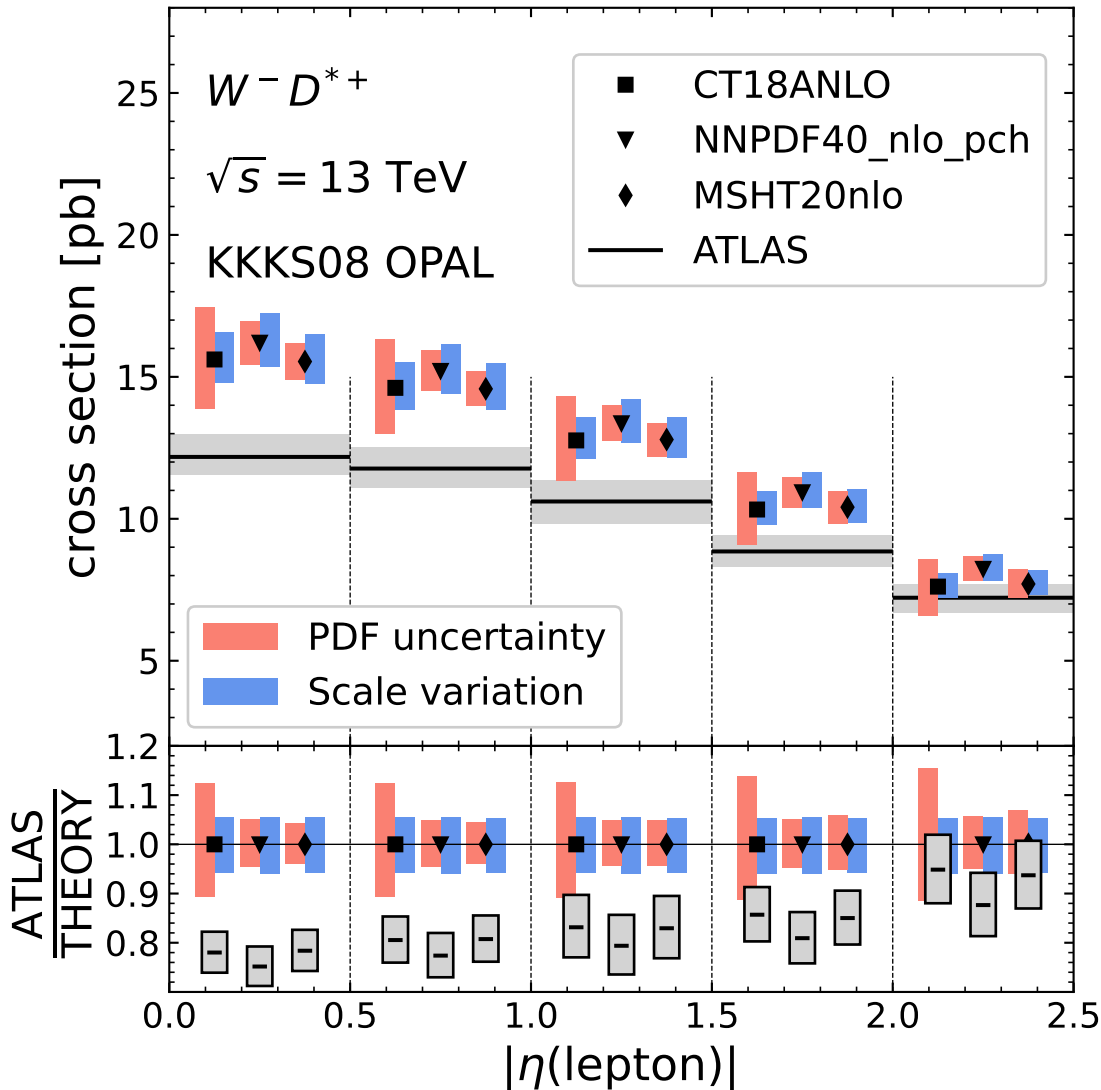 W⁻D*⁺
√s = 13 TeV
KKKS08 OPAL
CT18ANLO
NNPDF40_nlo_pch
MSHT20nlo
ATLAS
cross section [pb]
25
20
15
10
5
PDF uncertainty
Scale variation
ATLAS
THEORY
1.2
1.1
1.0
0.9
0.8
0.0 0.5 1.0 1.5 2.0 2.5
|η(lepton)|